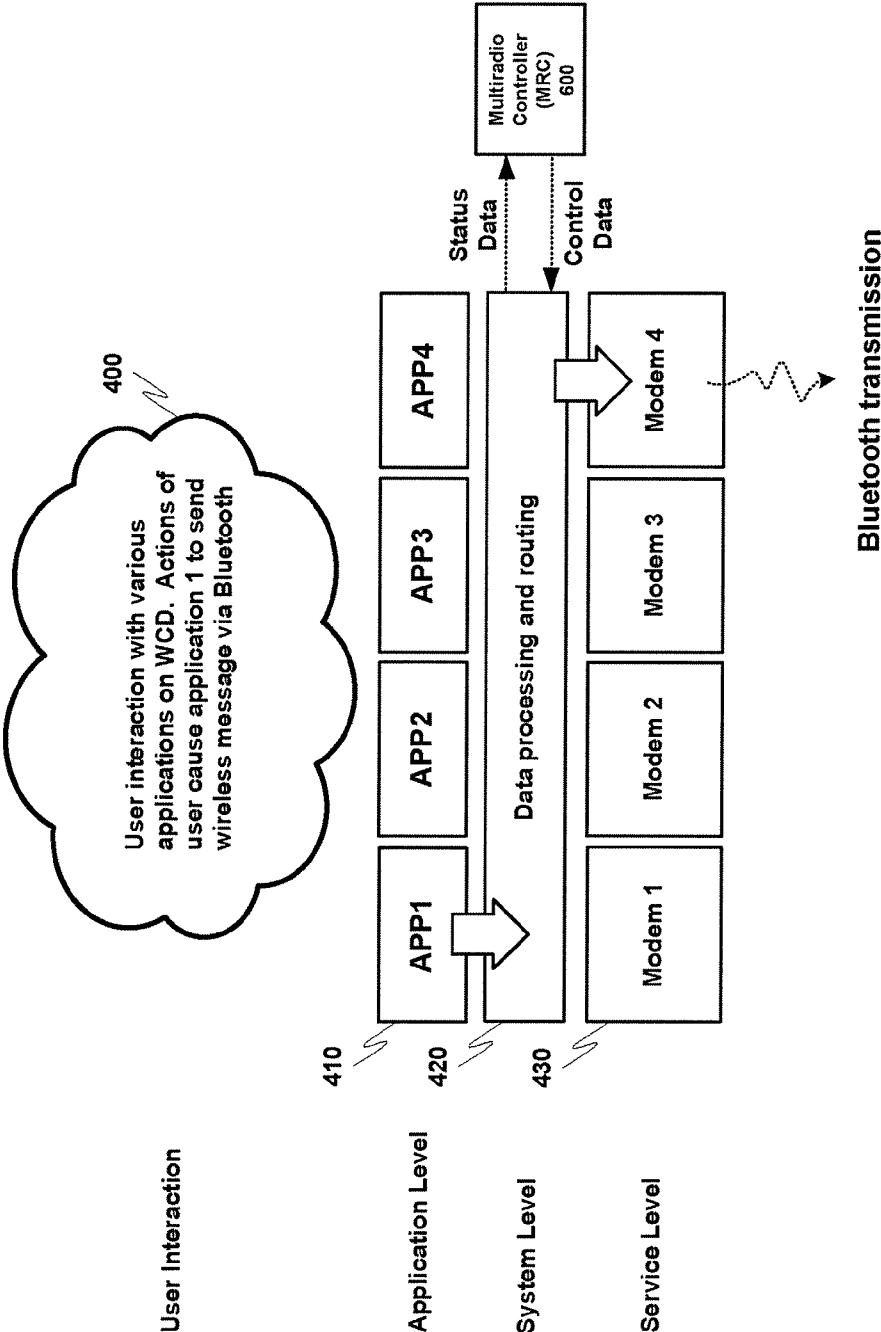 User Interaction
400
User interaction with various
applications on WCD.  Actions of
user cause application 1 to send
wireless message via Bluetooth
Application Level
410
APP1
APP2
APP3
APP4
System Level
420
Data processing and routing
Status
Data
Control
Data
Multiradio
Controller
(MRC)
600
Service Level
430
Modem 1
Modem 2
Modem 3
Modem 4
Bluetooth transmission